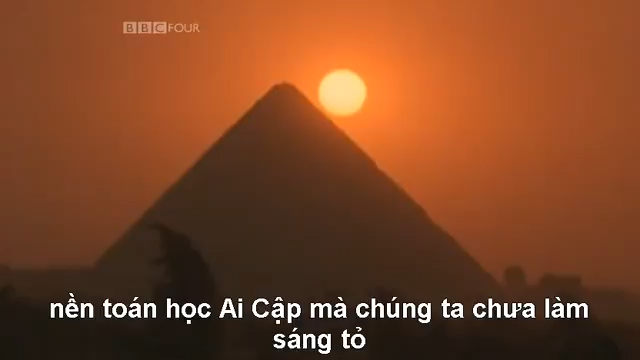 BBC FOUR
nền toán học Ai Cập mà chúng ta chưa làm
sáng tỏ